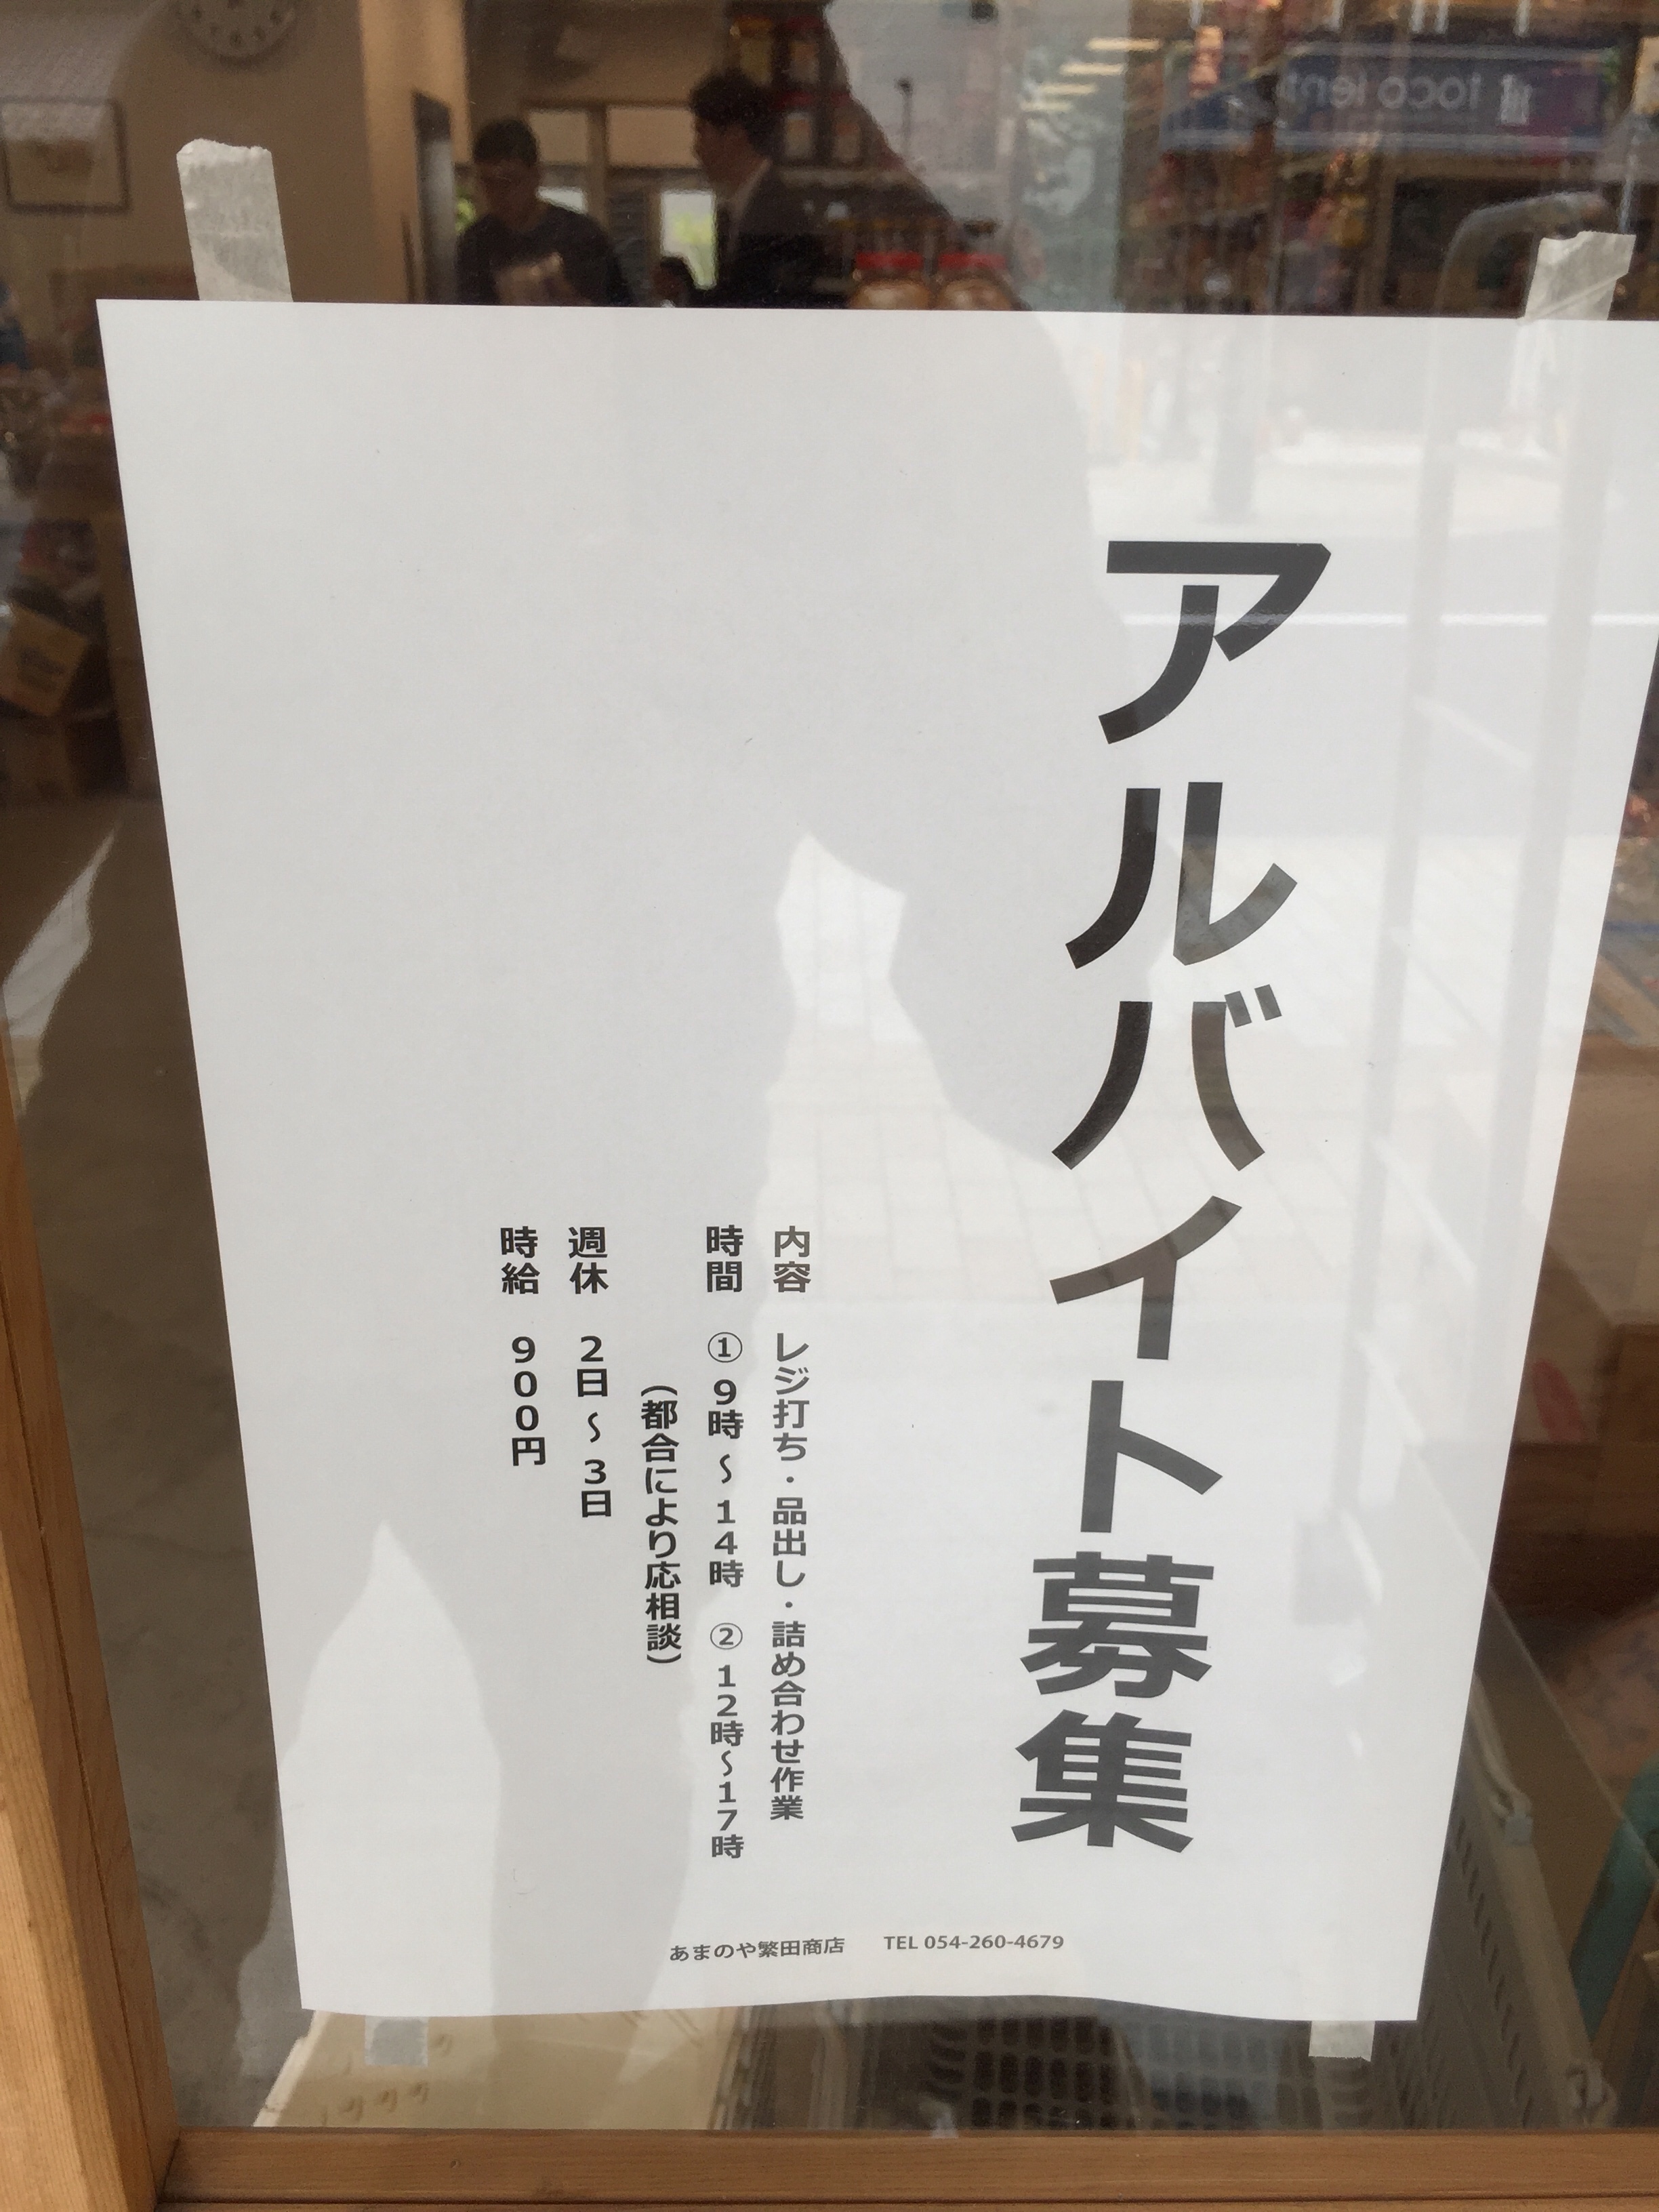 アルバイト募集
内容　レジ打ち・品出し・詰め合わせ作業
時間　① 9時 ～ 14時　② 12時～17時
（都合により応相談）
週休　2日 ～ 3日
時給　900円
あまのや繁田商店　TEL 054-260-4679